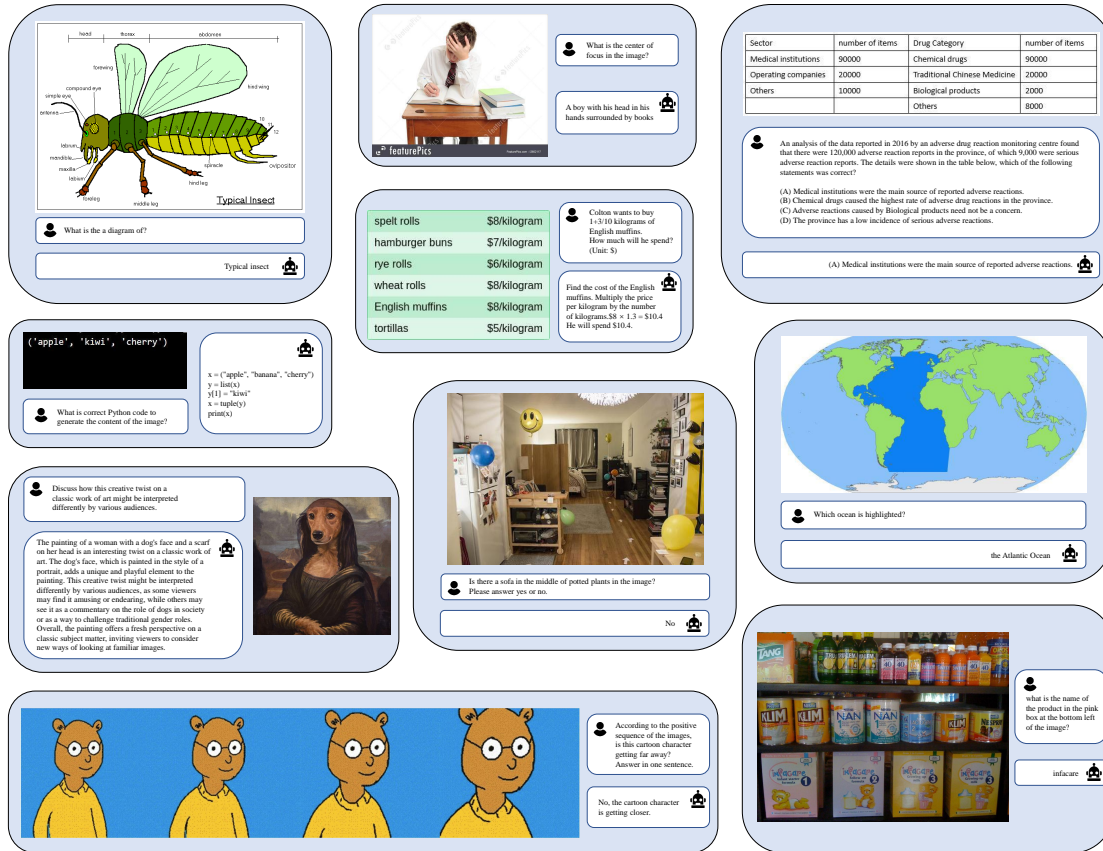 head thorax abdomen
forewing
hind wing
compound eye
simple eye
antenna
10
11
12
labrum
mandible
maxilla
labium
foreleg
middle leg
hind leg
spiracle
ovipositor
Typical Insect
What is the a diagram of?
Typical insect
featurePics
What is the center of
focus in the image?
A boy with his head in his
hands surrounded by books
Sector number of items Drug Category number of items
Medical institutions 90000 Chemical drugs 90000
Operating companies 20000 Traditional Chinese Medicine 20000
Others 10000 Biological products 2000
Others 8000
An analysis of the data reported in 2016 by an adverse drug reaction monitoring centre found
that there were 120,000 adverse reaction reports in the province, of which 9,000 were serious
adverse reaction reports. The details were shown in the table below, which of the following
statements was correct?
(A) Medical institutions were the main source of reported adverse reactions.
(B) Chemical drugs caused the highest rate of adverse drug reactions in the province.
(C) Adverse reactions caused by Biological products need not be a concern.
(D) The province has a low incidence of serious adverse reactions.
(A) Medical institutions were the main source of reported adverse reactions.
spelt rolls $8/kilogram
hamburger buns $7/kilogram
rye rolls $6/kilogram
wheat rolls $8/kilogram
English muffins $8/kilogram
tortillas $5/kilogram
Colton wants to buy
1+3/10 kilograms of
English muffins.
How much will he spend?
(Unit: $)
Find the cost of the English
muffins. Multiply the price
per kilogram by the number
of kilograms.$8 × 1.3 = $10.4
He will spend $10.4.
('apple', 'kiwi', 'cherry')
What is correct Python code to
generate the content of the image?
x = ("apple", "banana", "cherry")
y = list(x)
y[1] = "kiwi"
x = tuple(y)
print(x)
Is there a sofa in the middle of potted plants in the image?
Please answer yes or no.
No
Which ocean is highlighted?
the Atlantic Ocean
Discuss how this creative twist on a
classic work of art might be interpreted
differently by various audiences.
The painting of a woman with a dog's face and a scarf
on her head is an interesting twist on a classic work of
art. The dog's face, which is painted in the style of a
portrait, adds a unique and playful element to the
painting. This creative twist might be interpreted
differently by various audiences, as some viewers
may find it amusing or endearing, while others may
see it as a commentary on the role of dogs in society
or as a way to challenge traditional gender roles.
Overall, the painting offers a fresh perspective on a
classic subject matter, inviting viewers to consider
new ways of looking at familiar images.
According to the positive
sequence of the images,
is this cartoon character
getting far away?
Answer in one sentence.
No, the cartoon character
is getting closer.
TANG
KLIM KLIM NAN NAN KLIM
1 2 3 3
what is the name of
the product in the pink
box at the bottom left
of the image?
infacare